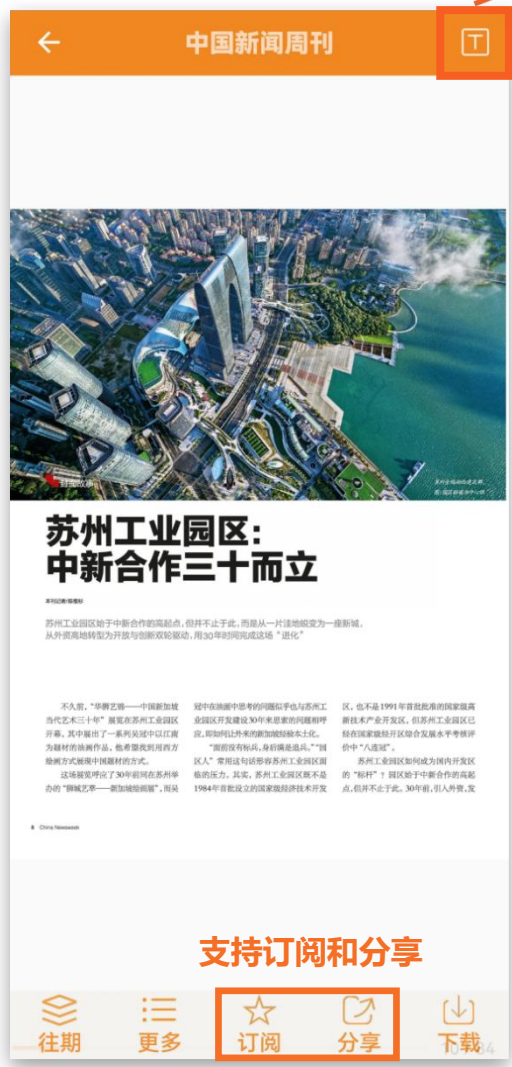 中国新闻周刊
T
封面故事
苏州工业园区：
中新合作三十而立
苏州工业园区始于中新合作的高起点，但并不止于此，而是从一片洼地蜕变为一座新城，
从外资高地转型为开放与创新双轮驱动，用30年时间完成这场“进化”
不久前，“华狮艺锦——中国新加坡
当代艺术三十年”展览在苏州工业园区
开幕，其中展出了一系列吴冠中以江南
为题材的油画作品，他希望找到用西方
绘画方式展现中国题材的方式。
这场展览呼应了30年前同在苏州举
办的“狮城艺萃——新加坡绘画展”，而吴
冠中在油画中思考的问题似乎也与苏州工
业园区开发建设30年来思索的问题相呼
应，即如何让外来的新加坡经验本土化。
“面前没有标兵，身后满是追兵。”“园
区人”常用这句话形容苏州工业园区面
临的压力。其实，苏州工业园区既不是
1984年首批设立的国家级经济技术开发
区，也不是1991年首批批准的国家级高
新技术产业开发区，但苏州工业园区已
经在国家级经开区综合发展水平考核评
价中“八连冠”。
苏州工业园区如何成为国内开发区
的“标杆”？园区始于中新合作的高起
点，但并不止于此。30年前，引入外资、发
8 China Newsweek
支持订阅和分享
往期
更多
订阅
分享
下载